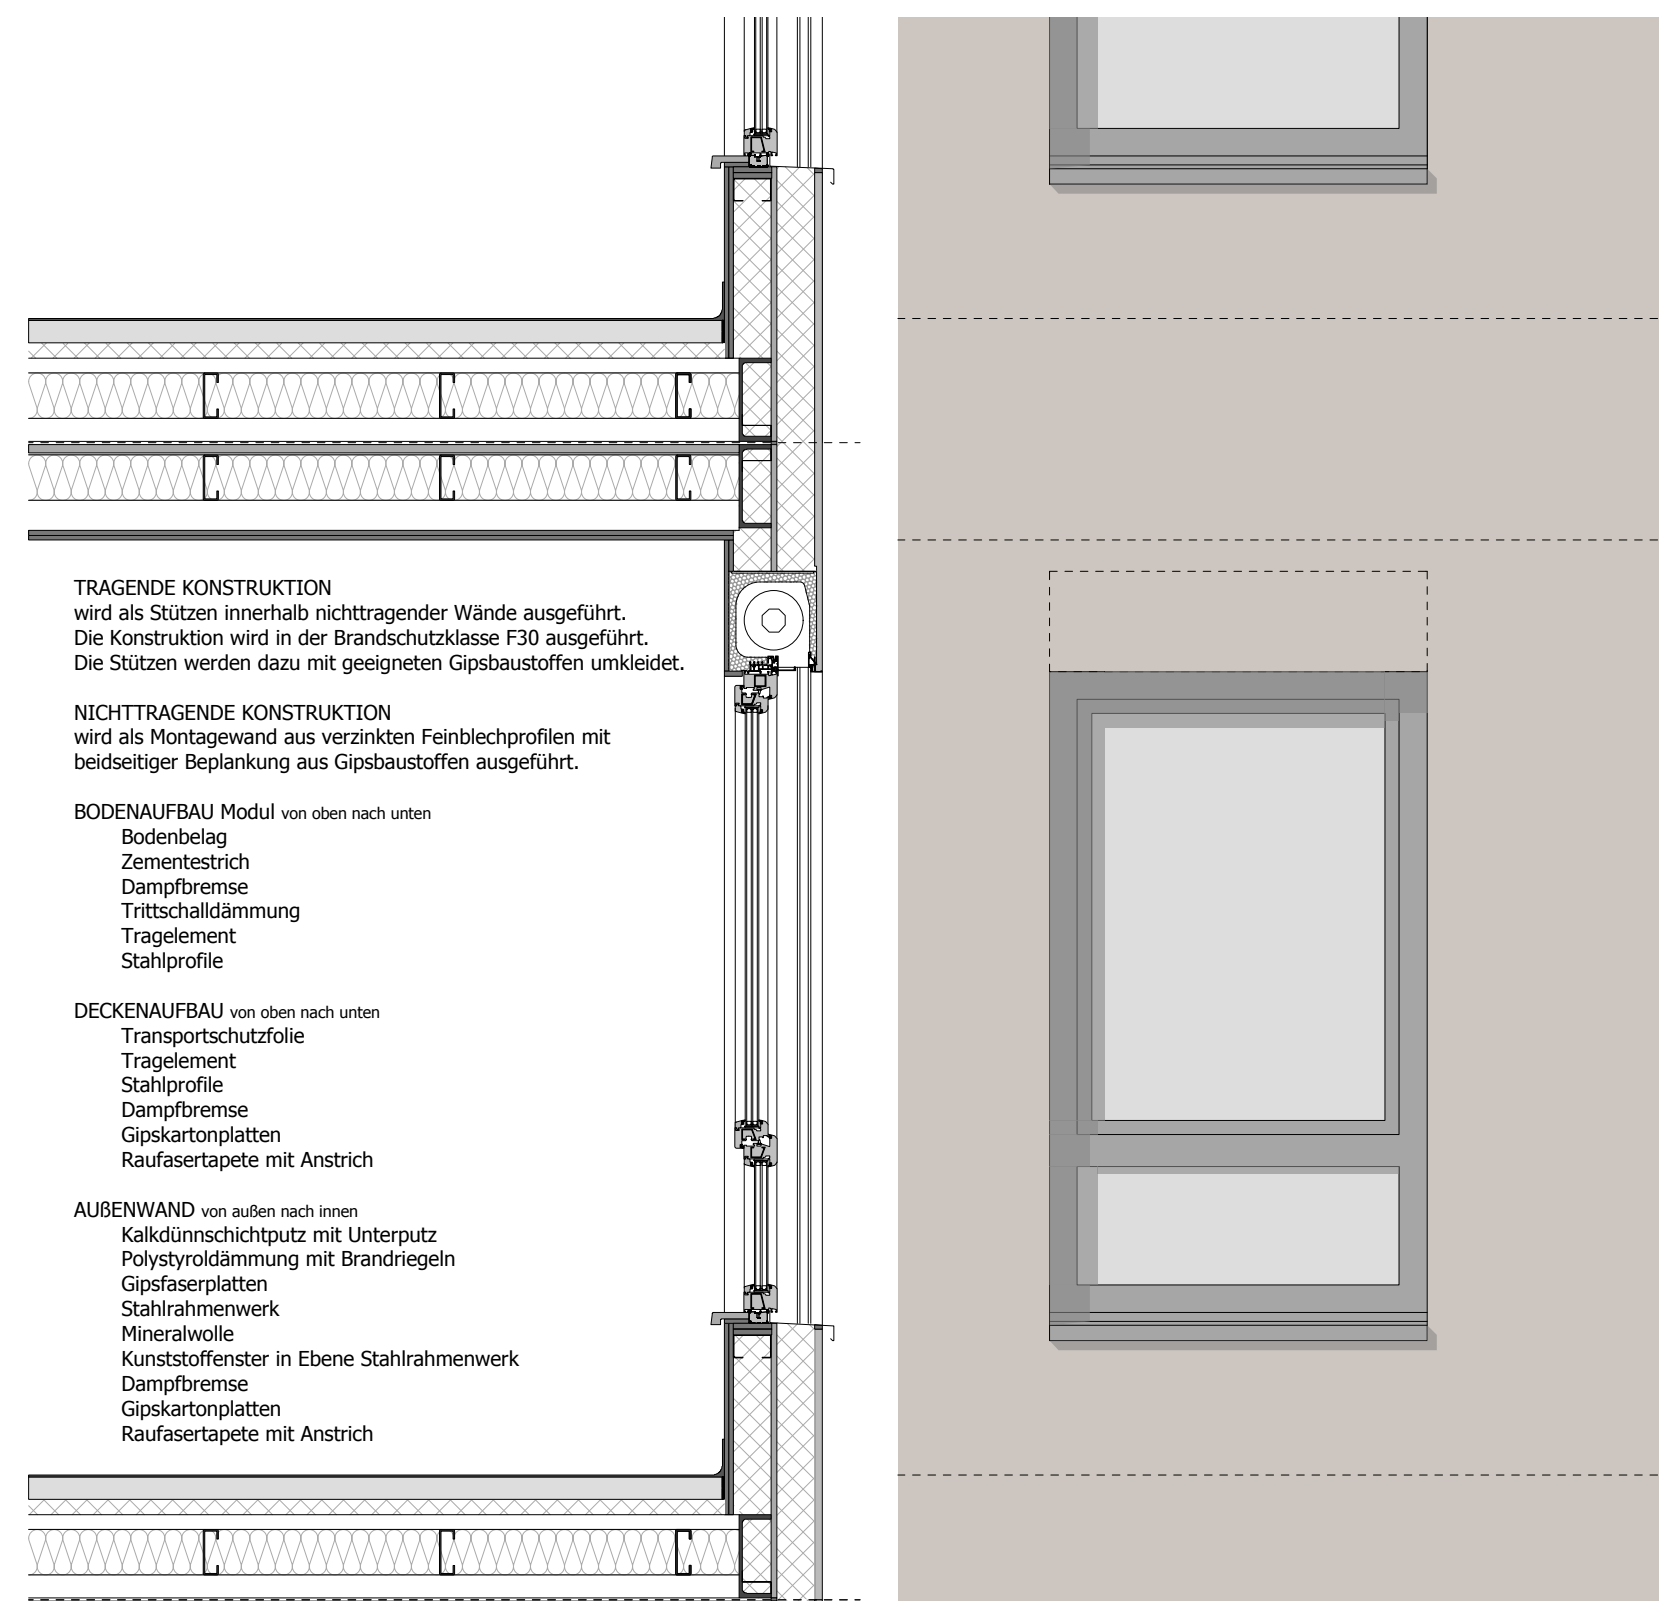 TRAGENDE KONSTRUKTION
wird als Stützen innerhalb nichttragender Wände ausgeführt.
Die Konstruktion wird in der Brandschutzklasse F30 ausgeführt.
Die Stützen werden dazu mit geeigneten Gipsbaustoffen umkleidet.
NICHTTRAGENDE KONSTRUKTION
wird als Montagewand aus verzinkten Feinblechprofilen mit
beidseitiger Beplankung aus Gipsbaustoffen ausgeführt.
BODENAUFBAU Modul von oben nach unten
Bodenbelag
Zementestrich
Dampfbremse
Trittschalldämmung
Tragelement
Stahlprofile
DECKENAUFBAU von oben nach unten
Transportschutzfolie
Tragelement
Stahlprofile
Dampfbremse
Gipskartonplatten
Raufasertapete mit Anstrich
AUßENWAND von außen nach innen
Kalkdünnschichtputz mit Unterputz
Polystyroldämmung mit Brandriegeln
Gipsfaserplatten
Stahlrahmenwerk
Mineralwolle
Kunststoffenster in Ebene Stahlrahmenwerk
Dampfbremse
Gipskartonplatten
Raufasertapete mit Anstrich